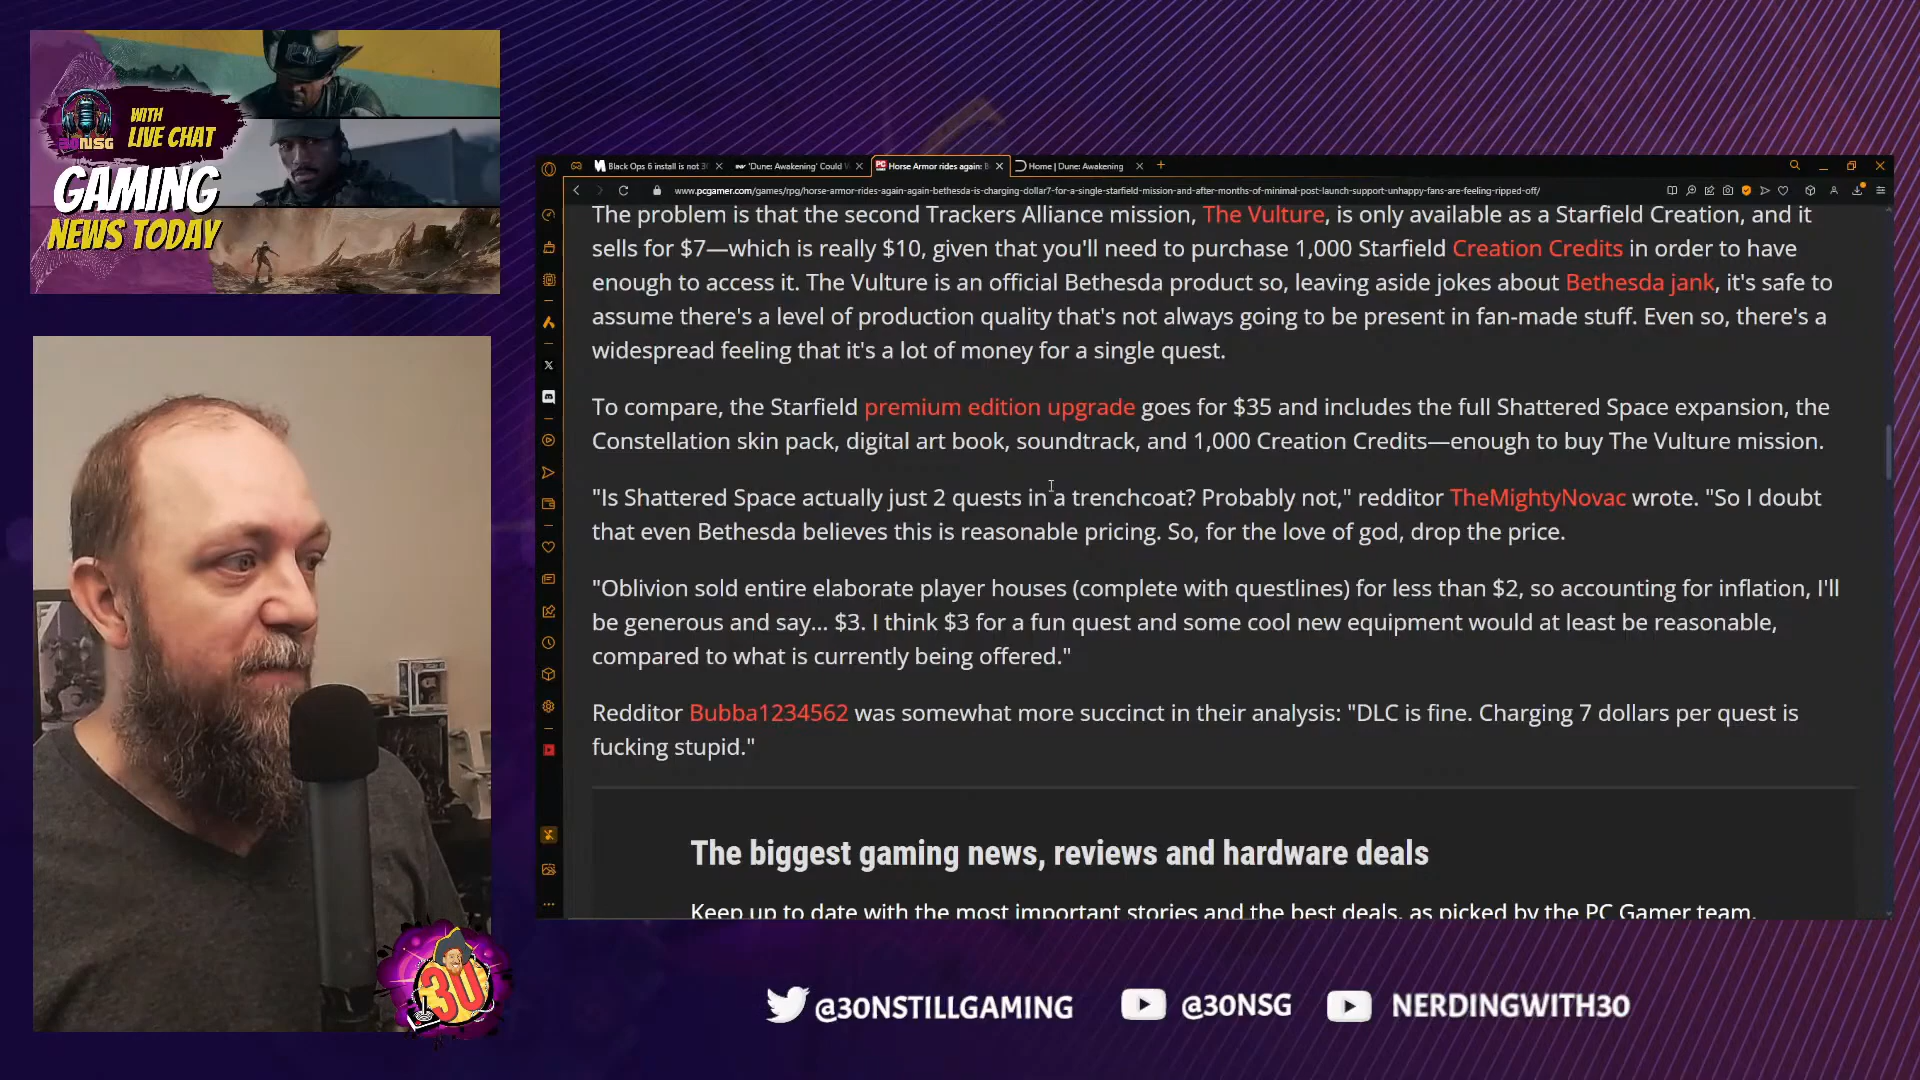 WITH
LIVE CHAT
30NSG
GAMING
NEWS TODAY
Black Ops 6 install is not 30
'Dune: Awakening' Could
Horse Armor rides again: B
Home | Dune: Awakening
www.pcgamer.com/games/rpg/horse-armor-rides-again-again-bethesda-is-charging-dollar7-for-a-single-starfield-mission-and-after-months-of-minimal-post-launch-support-unhappy-fans-are-feeling-ripped-off/
The problem is that the second Trackers Alliance mission, The Vulture, is only available as a Starfield Creation, and it
sells for $7—which is really $10, given that you'll need to purchase 1,000 Starfield Creation Credits in order to have
enough to access it. The Vulture is an official Bethesda product so, leaving aside jokes about Bethesda jank, it's safe to
assume there's a level of production quality that's not always going to be present in fan-made stuff. Even so, there's a
widespread feeling that it's a lot of money for a single quest.
To compare, the Starfield premium edition upgrade goes for $35 and includes the full Shattered Space expansion, the
Constellation skin pack, digital art book, soundtrack, and 1,000 Creation Credits—enough to buy The Vulture mission.
"Is Shattered Space actually just 2 quests in a trenchcoat? Probably not," redditor TheMightyNovac wrote. "So I doubt
that even Bethesda believes this is reasonable pricing. So, for the love of god, drop the price.
"Oblivion sold entire elaborate player houses (complete with questlines) for less than $2, so accounting for inflation, I'll
be generous and say... $3. I think $3 for a fun quest and some cool new equipment would at least be reasonable,
compared to what is currently being offered."
Redditor Bubba1234562 was somewhat more succinct in their analysis: "DLC is fine. Charging 7 dollars per quest is
fucking stupid."
The biggest gaming news, reviews and hardware deals
Keep up to date with the most important stories and the best deals, as picked by the PC Gamer team.
30
@30NSTILLGAMING
@30NSG
NERDINGWITH30